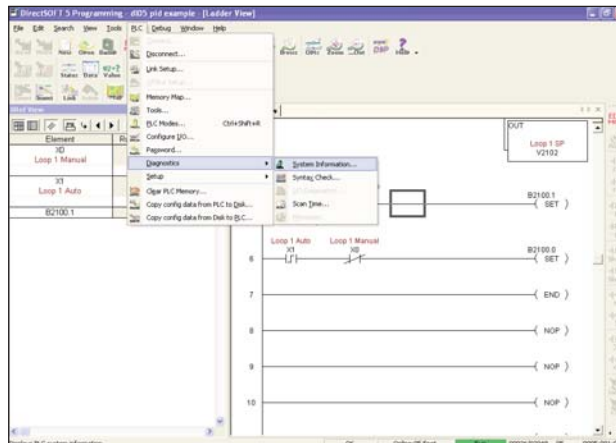 DirectSOFT 5 Programming - dl05 pid example - [Ladder View]
File Edit Search View Tools PLC Debug Window Help
Disconnect...
Link Setup...
Memory Map...
Tools...
PLC Modes... Ctrl+Shift+R
Configure I/O...
Password...
Diagnostics
Setup
Clear PLC Memory...
Copy config data from PLC to Disk...
Copy config data from Disk to PLC...
System Information...
Syntax Check...
Scan Time...
Status Data Value
Element
X0
Loop 1 Manual
X1
Loop 1 Auto
B2100.1
OUT
Loop 1 SP
V2102
B2100.1
SET
Loop 1 Auto Loop 1 Manual
X1 X0
B2100.0
6 SET
7 END
8 NOP
9 NOP
10 NOP